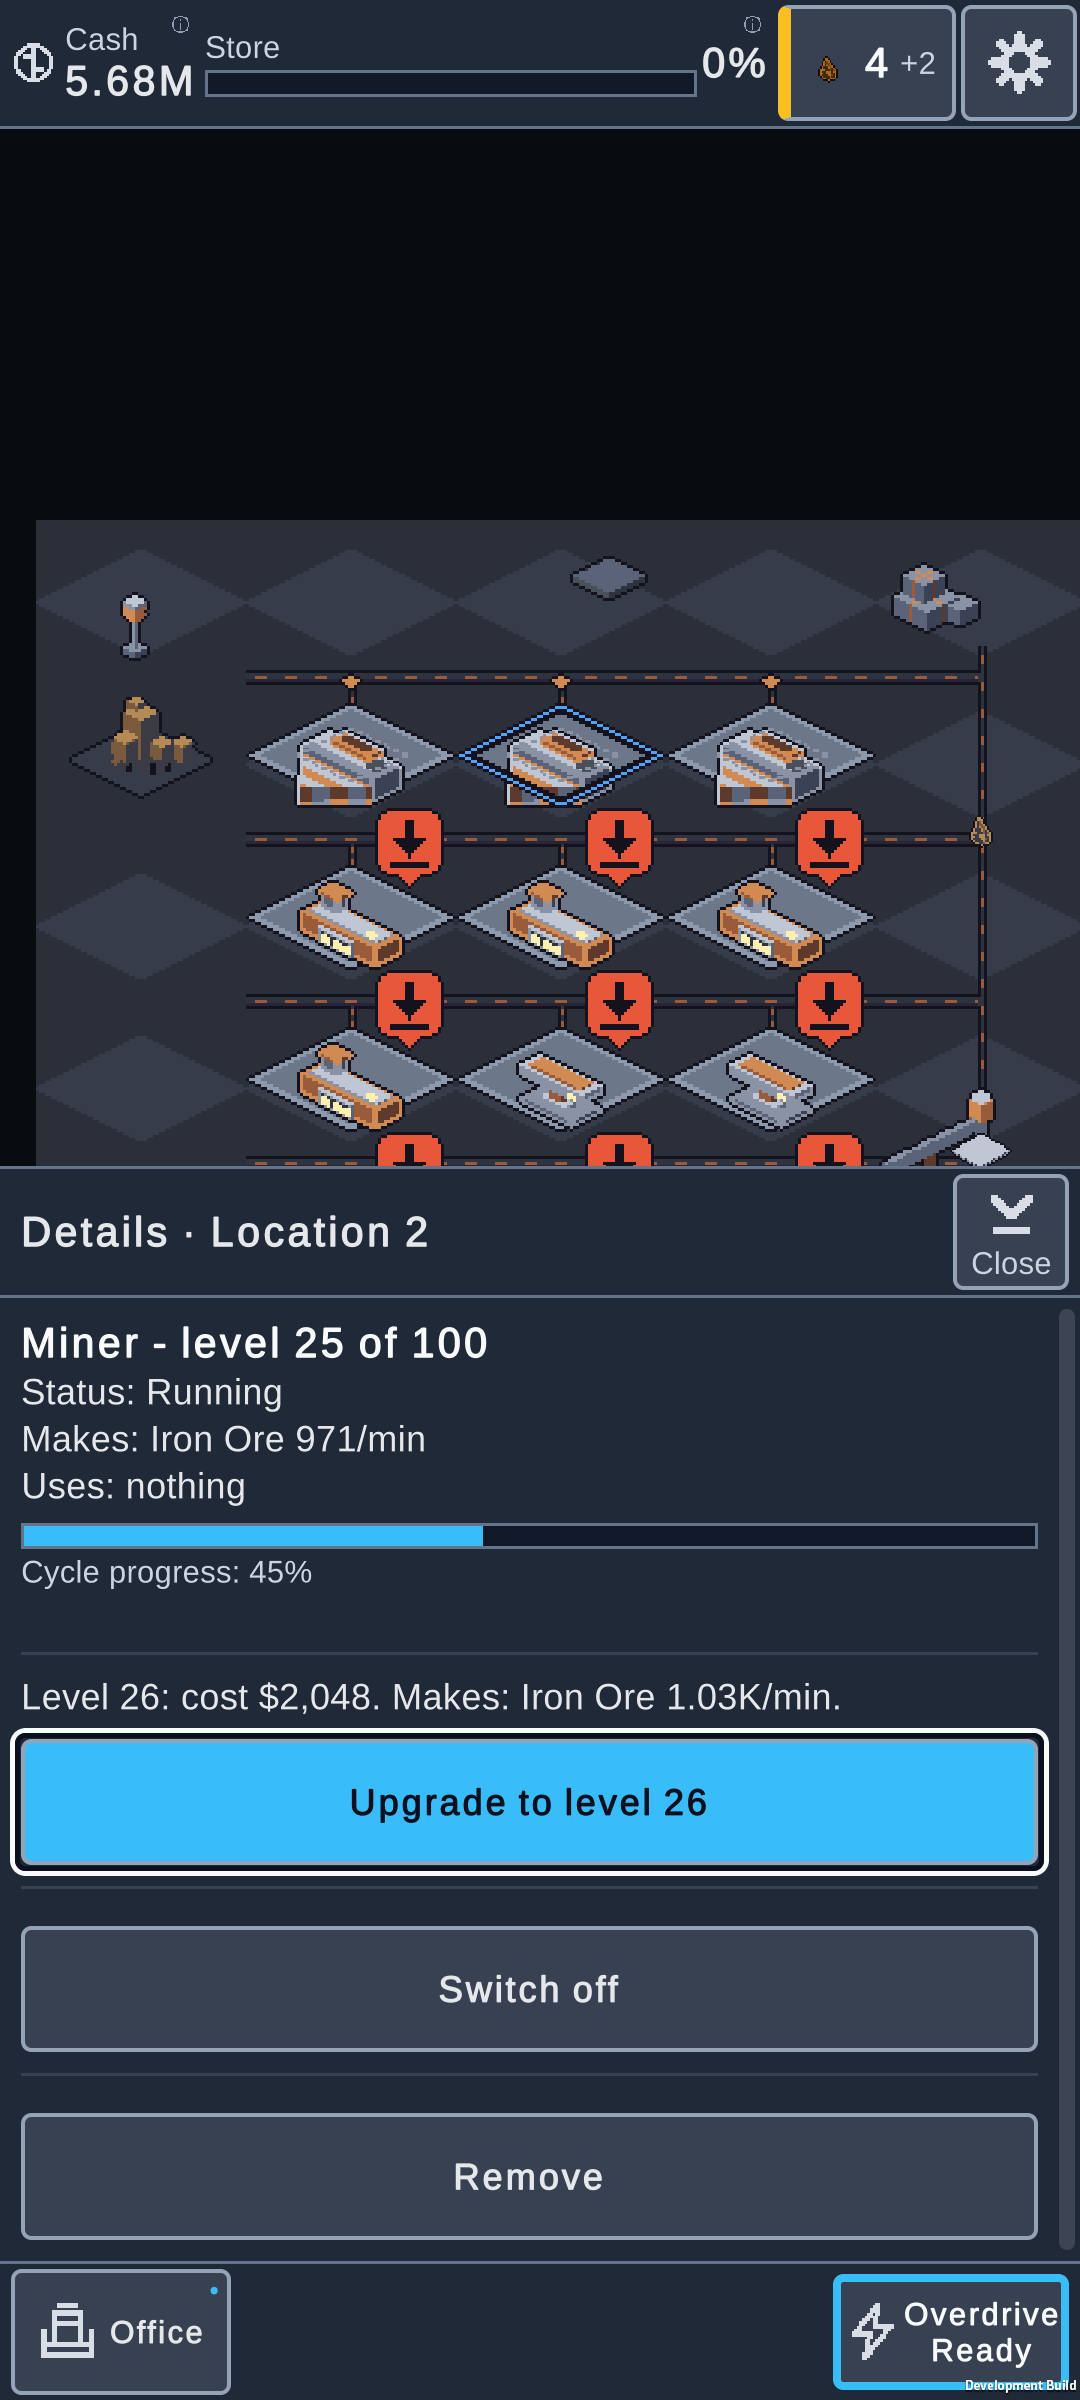 Cash
5.68M
Store
0%
4 +2
Details · Location 2
Close
Miner - level 25 of 100
Status: Running
Makes: Iron Ore 971/min
Uses: nothing
Cycle progress: 45%
Level 26: cost $2,048. Makes: Iron Ore 1.03K/min.
Upgrade to level 26
Switch off
Remove
Office
Overdrive
Ready
Development Build